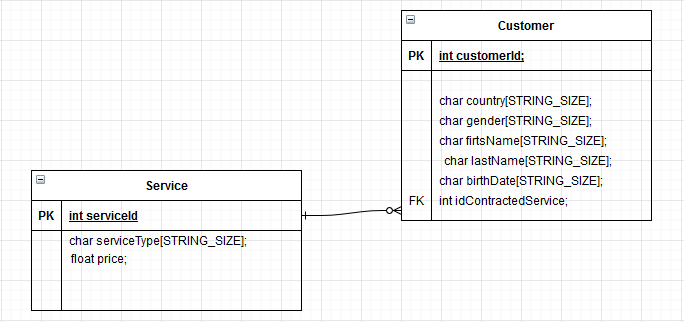 Customer
PK int customerId;
char country[STRING_SIZE];
char gender[STRING_SIZE];
char firtsName[STRING_SIZE];
char lastName[STRING_SIZE];
char birthDate[STRING_SIZE];
FK int idContractedService;
Service
PK int serviceId
char serviceType[STRING_SIZE];
float price;